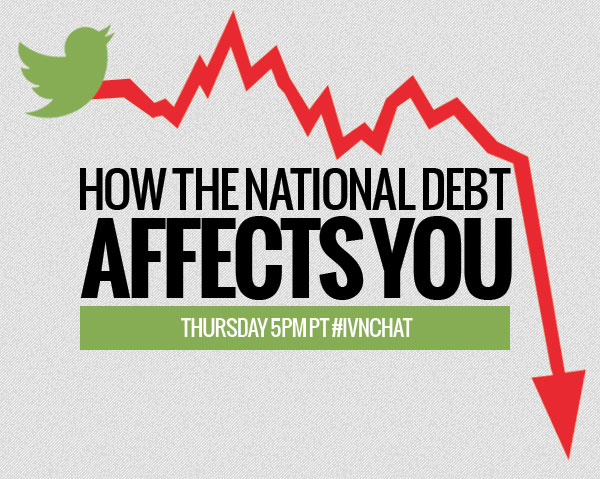 HOW THE NATIONAL DEBT
AFFECTS YOU
THURSDAY 5PM PT #IVNCHAT